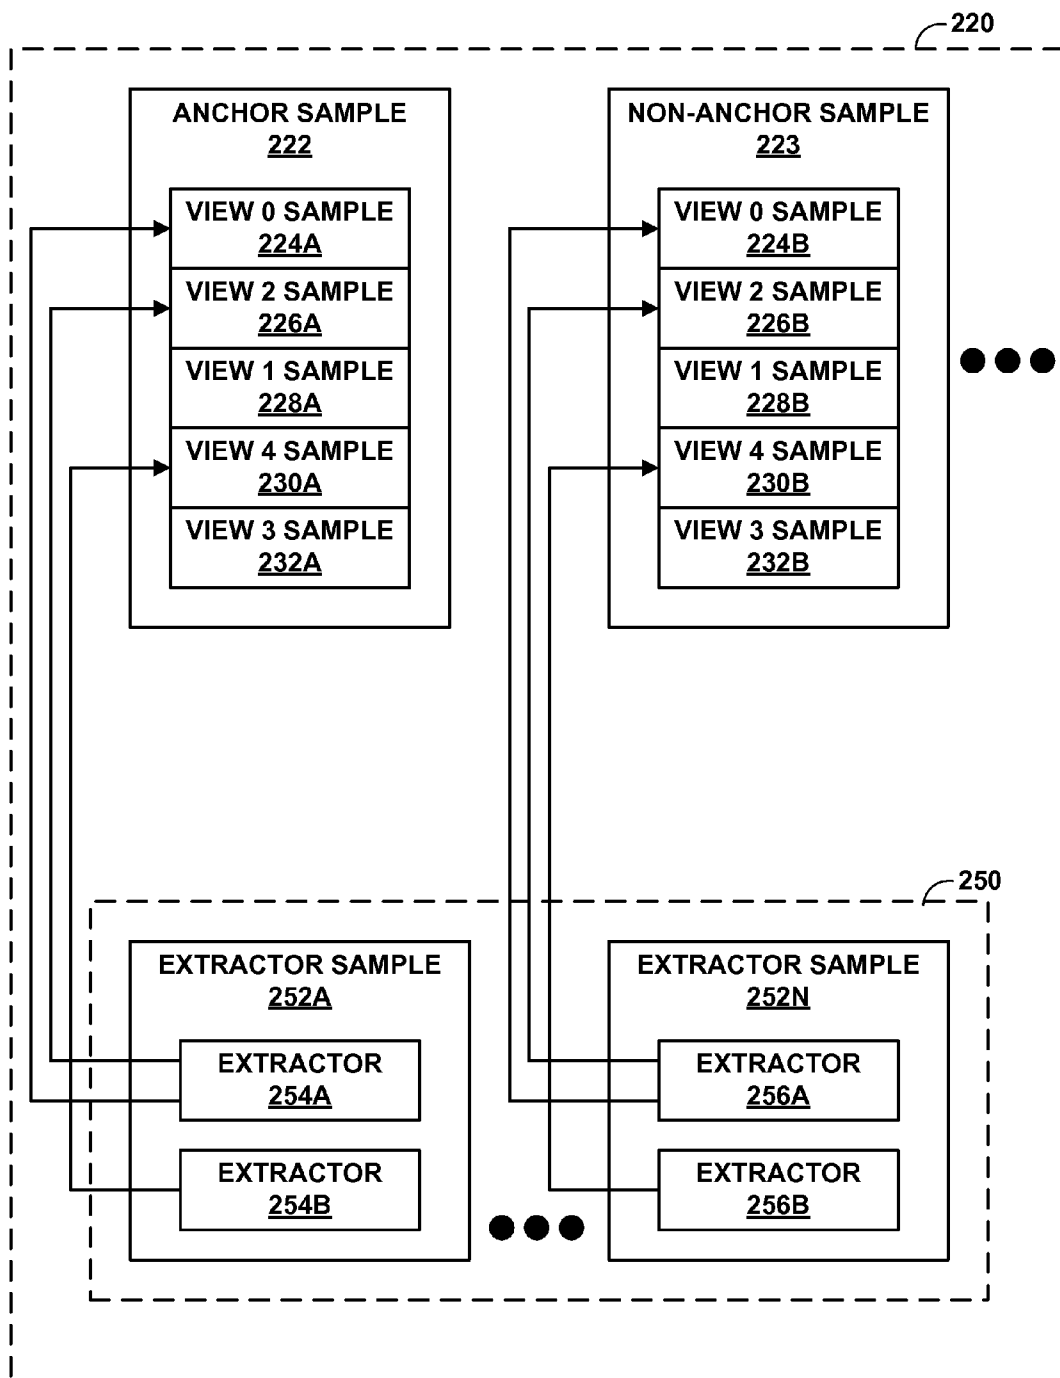 220
ANCHOR SAMPLE
222
VIEW 0 SAMPLE
224A
VIEW 2 SAMPLE
226A
VIEW 1 SAMPLE
228A
VIEW 4 SAMPLE
230A
VIEW 3 SAMPLE
232A
NON-ANCHOR SAMPLE
223
VIEW 0 SAMPLE
224B
VIEW 2 SAMPLE
226B
VIEW 1 SAMPLE
228B
VIEW 4 SAMPLE
230B
VIEW 3 SAMPLE
232B
250
EXTRACTOR SAMPLE
252A
EXTRACTOR
254A
EXTRACTOR
254B
EXTRACTOR SAMPLE
252N
EXTRACTOR
256A
EXTRACTOR
256B